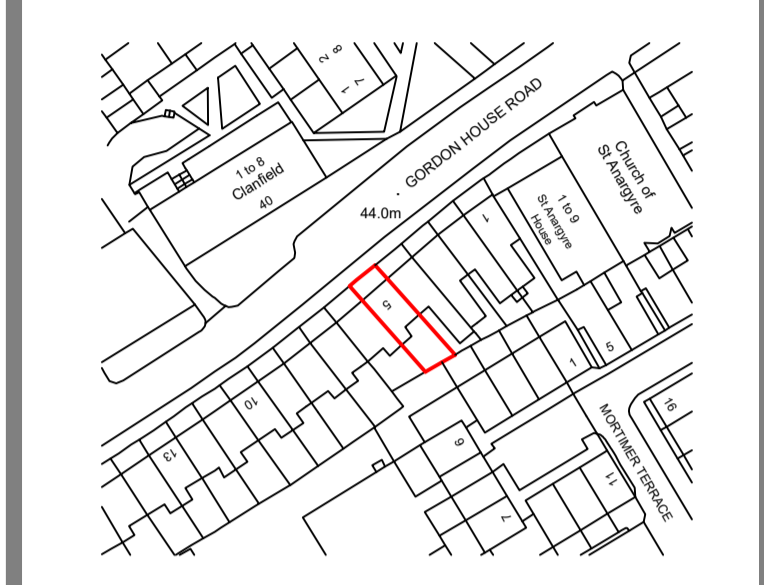 2
8
1
7
GORDON HOUSE ROAD
1 to 8
Clanfield
40
44.0m
Church of
St Anargyre
1 to 9
St Anargyre
House
1
5
10
13
1
5
MORTIMER TERRACE
16
6
11
7